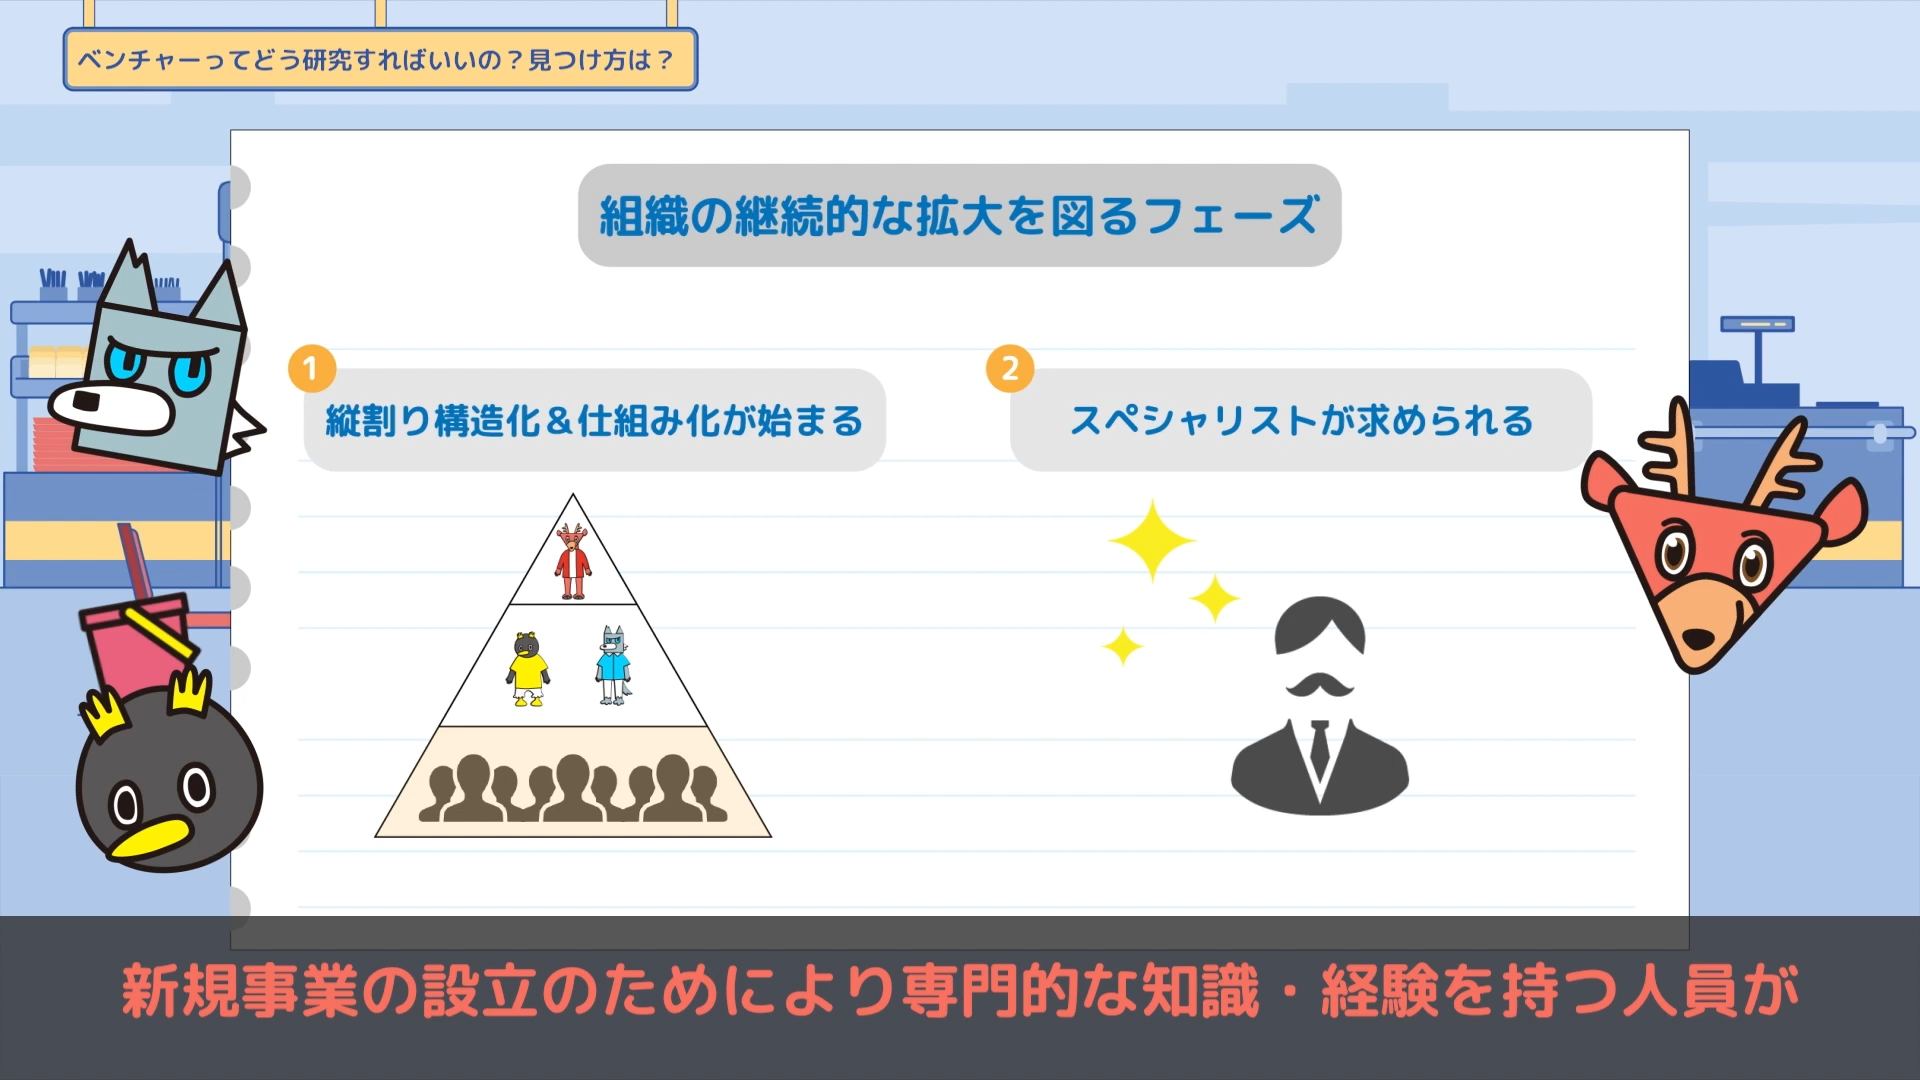 ベンチャーってどう研究すればいいの？見つけ方は？
組織の継続的な拡大を図るフェーズ
1
縦割り構造化＆仕組み化が始まる
2
スペシャリストが求められる
新規事業の設立のためにより専門的な知識・経験を持つ人員が